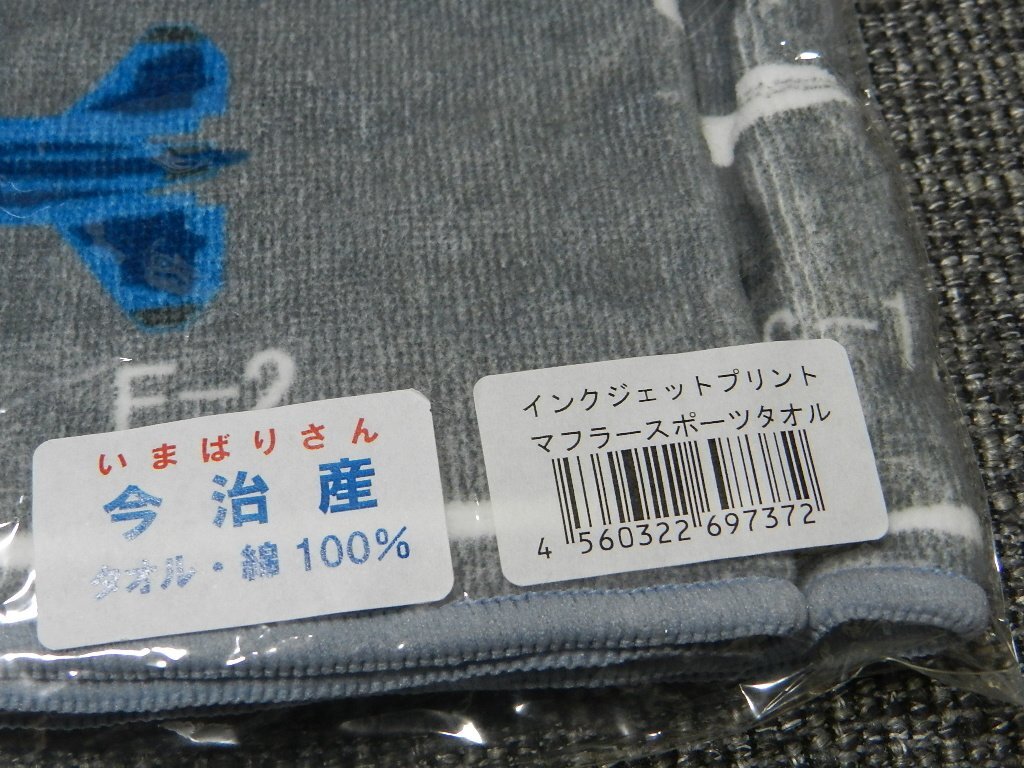 F-2
C-1
いまばりさん
今治産
タオル・綿 100%
インクジェットプリント
マフラースポーツタオル
4 560322 697372